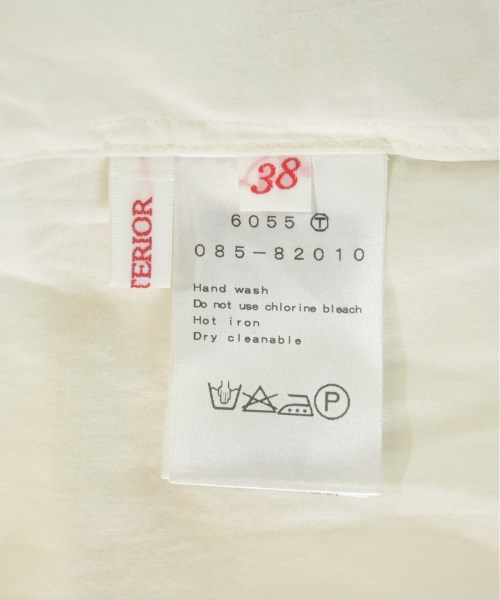 38
6055 Ⓣ
085-82010
TERIOR
Hand wash
Do not use chlorine bleach
Hot iron
Dry cleanable
P